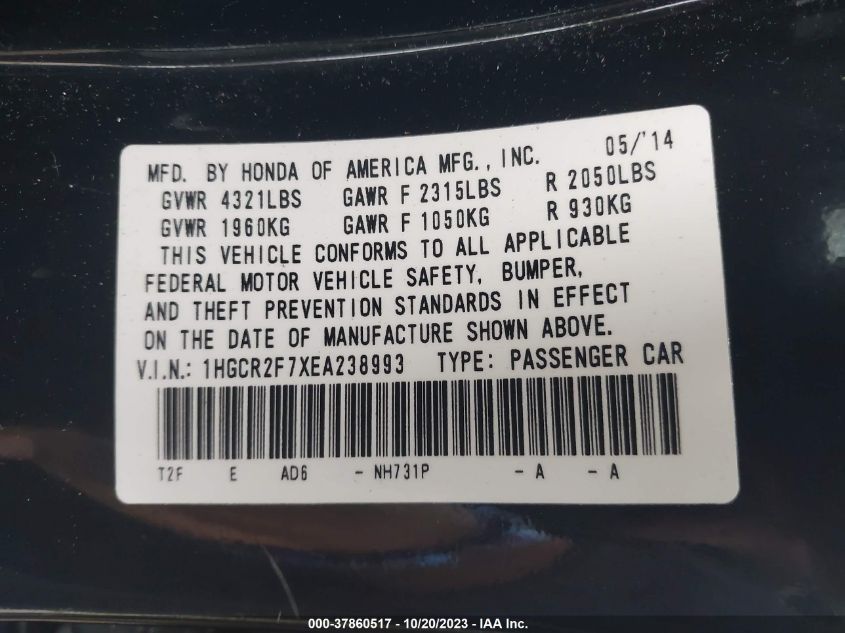 MFD. BY HONDA OF AMERICA MFG., INC. 05/'14
GVWR 4321LBS GAWR F 2315LBS R 2050LBS
GVWR 1960KG GAWR F 1050KG R 930KG
THIS VEHICLE CONFORMS TO ALL APPLICABLE
FEDERAL MOTOR VEHICLE SAFETY, BUMPER,
AND THEFT PREVENTION STANDARDS IN EFFECT
ON THE DATE OF MANUFACTURE SHOWN ABOVE.
V.I.N.: 1HGCR2F7XEA238993 TYPE: PASSENGER CAR
T2F E AD6 - NH731P - A - A
000-37860517 - 10/20/2023 - IAA Inc.